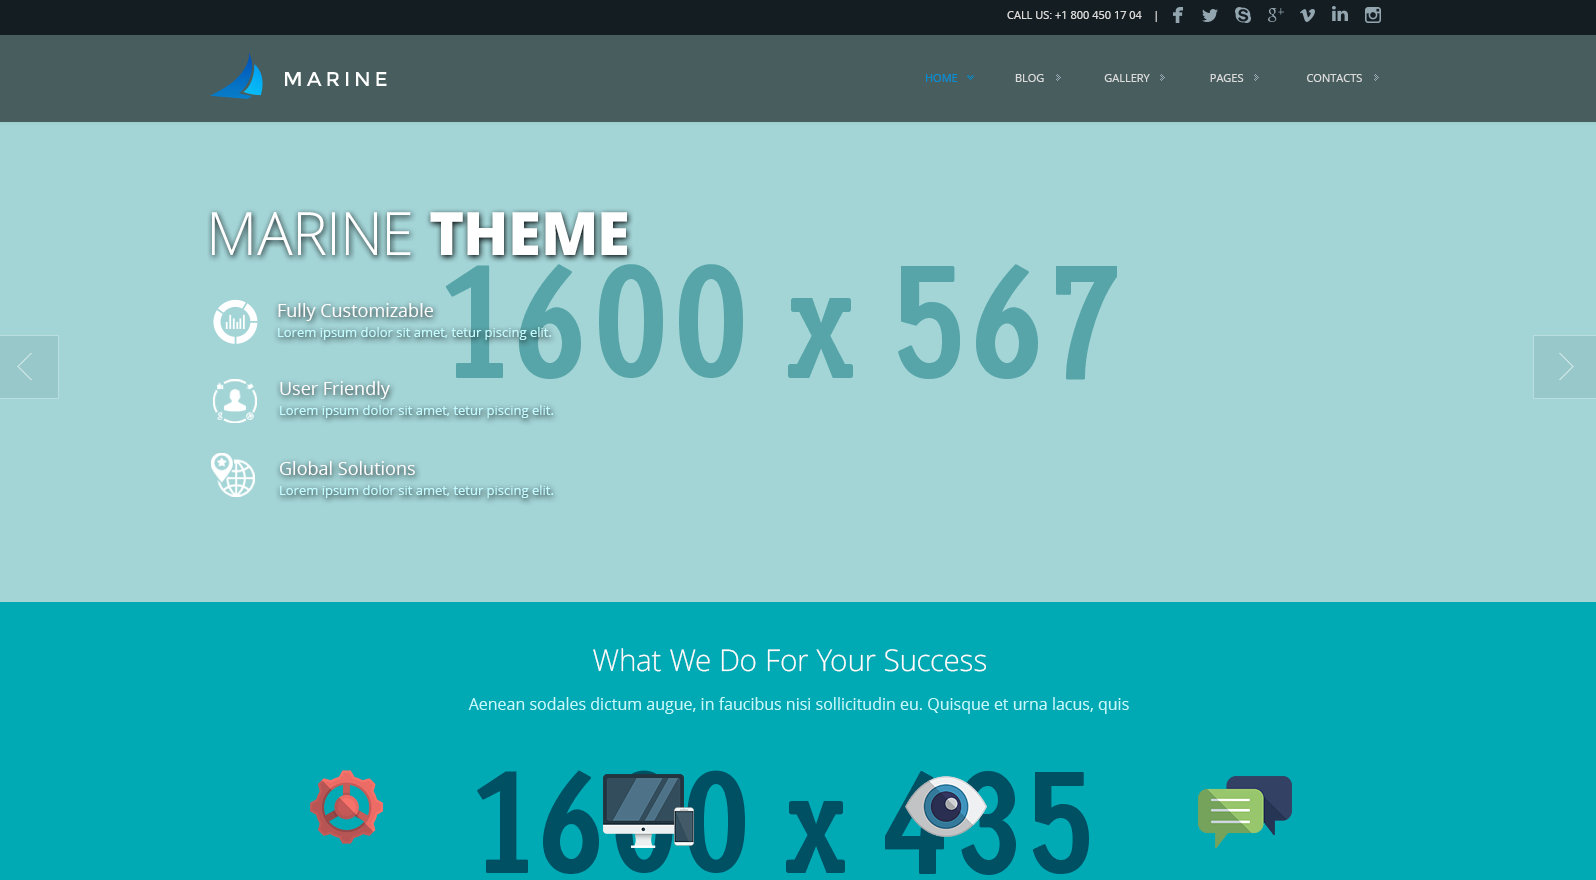 CALL US: +1 800 450 17 04 |
MARINE
HOME
BLOG
GALLERY
PAGES
CONTACTS
MARINE THEME
1600 x 567
Fully Customizable
Lorem ipsum dolor sit amet, tetur piscing elit.
User Friendly
Lorem ipsum dolor sit amet, tetur piscing elit.
Global Solutions
Lorem ipsum dolor sit amet, tetur piscing elit.
What We Do For Your Success
Aenean sodales dictum augue, in faucibus nisi sollicitudin eu. Quisque et urna lacus, quis
1600 x 435